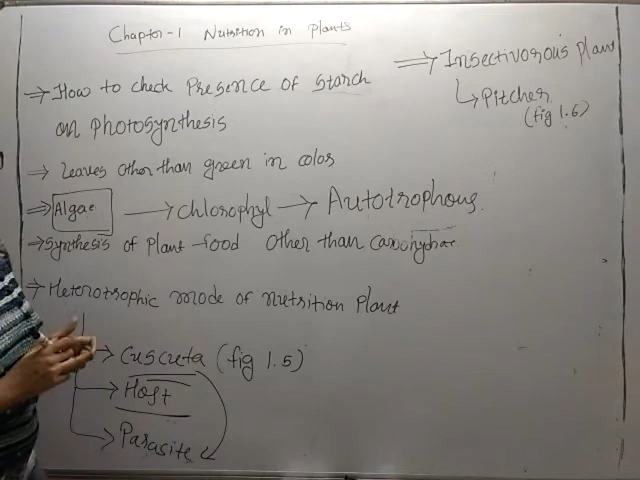 Chapter-1 Nutrition in Plants
⇒ How to check Presence of Starch
on Photosynthesis
→ Leaves Other than green in color
⇒ Algae → Chlorophyl → Autotrophous.
→ Synthesis of Plant food Other than Carbohydrae
→ Heterotrophic mode of nutrition Plant
→ Cuscuta (fig 1.5)
→ Host
→ Parasite
⇒ Insectivorous plant
↳ Pitcher
(fig 1.6)